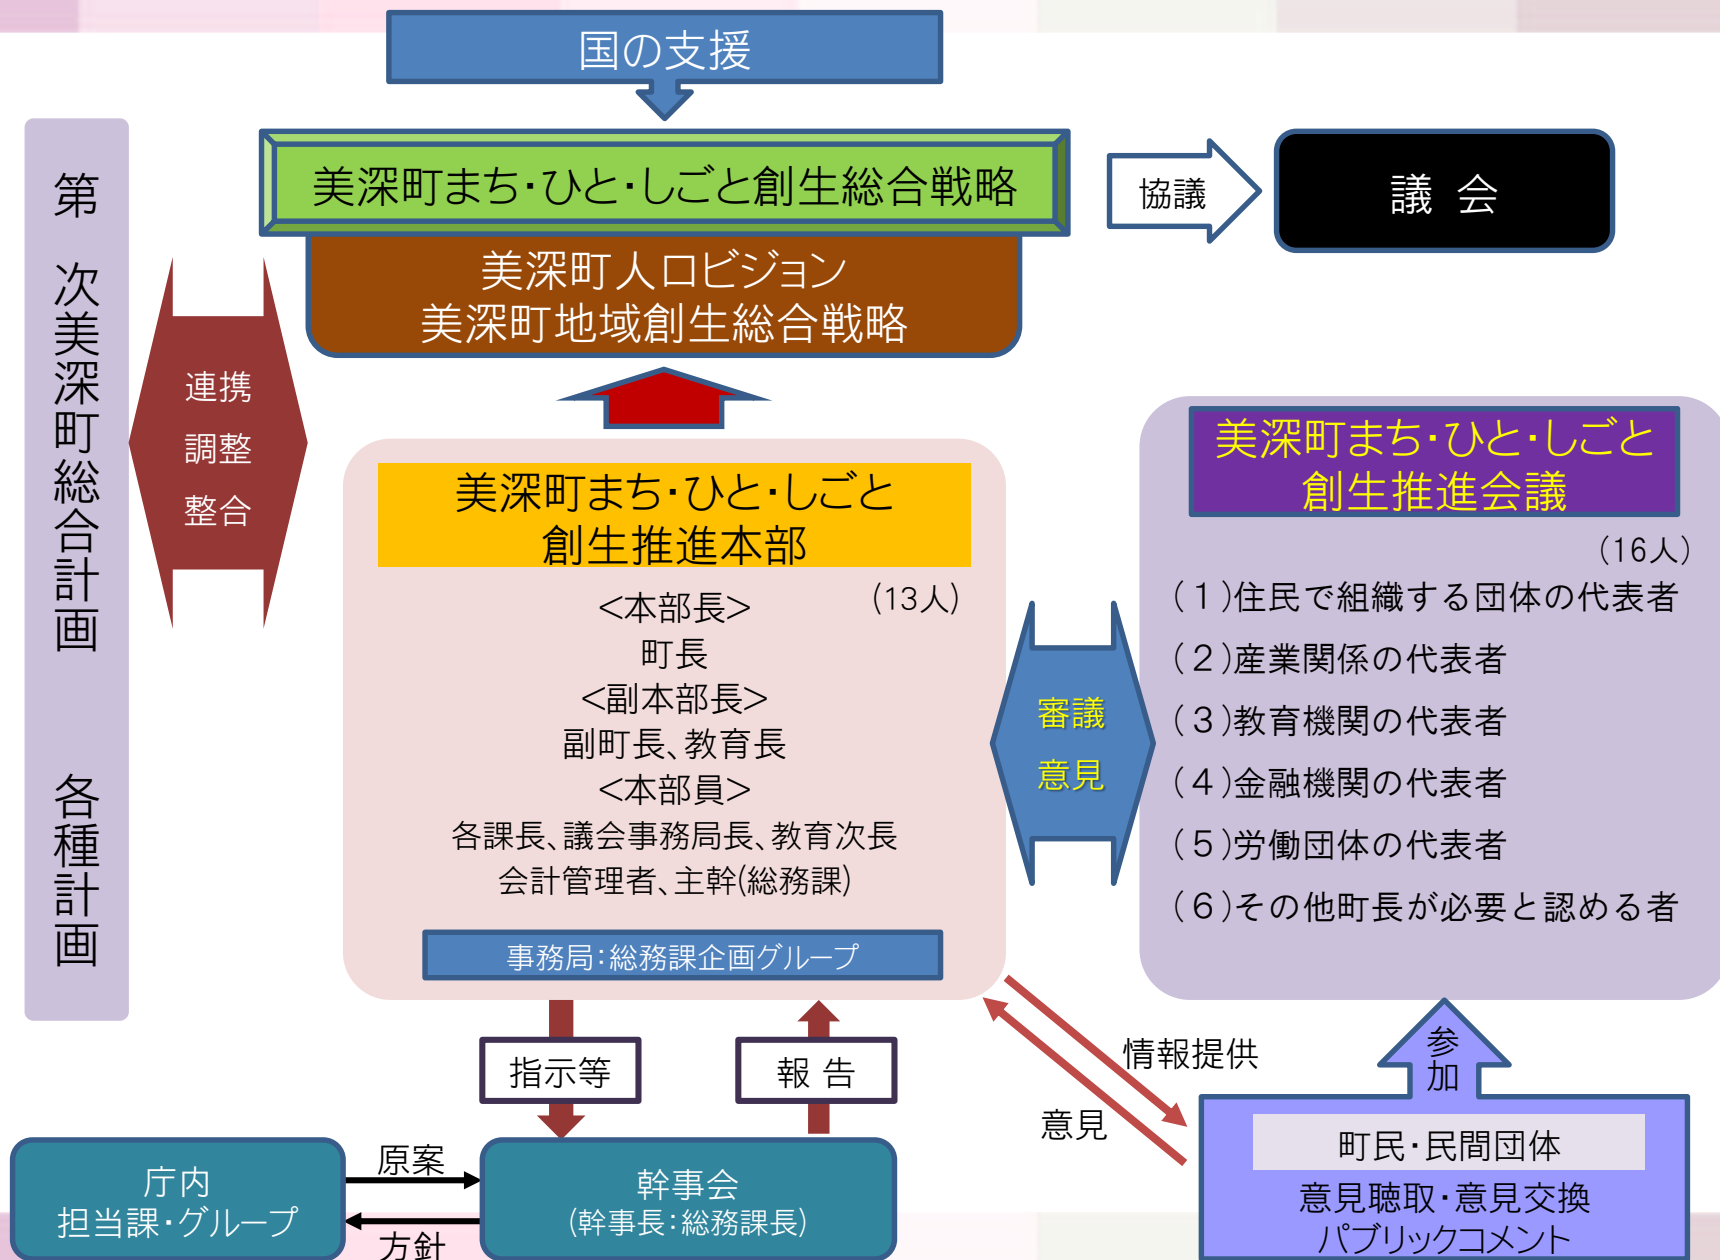 国の支援
美深町まち・ひと・しごと創生総合戦略
美深町人口ビジョン
美深町地域創生総合戦略
協議
議 会
第 次美深町総合計画 各種計画
連携
調整
整合
美深町まち・ひと・しごと
創生推進本部
(13人)
<本部長>
町長
<副本部長>
副町長、教育長
<本部員>
各課長、議会事務局長、教育次長
会計管理者、主幹(総務課)
事務局：総務課企画グループ
審議
意見
美深町まち・ひと・しごと
創生推進会議
(16人)
(１)住民で組織する団体の代表者
(２)産業関係の代表者
(３)教育機関の代表者
(４)金融機関の代表者
(５)労働団体の代表者
(６)その他町長が必要と認める者
指示等
報 告
情報提供
意見
参加
庁内
担当課・グループ
原案
方針
幹事会
(幹事長：総務課長)
町民・民間団体
意見聴取・意見交換
パブリックコメント